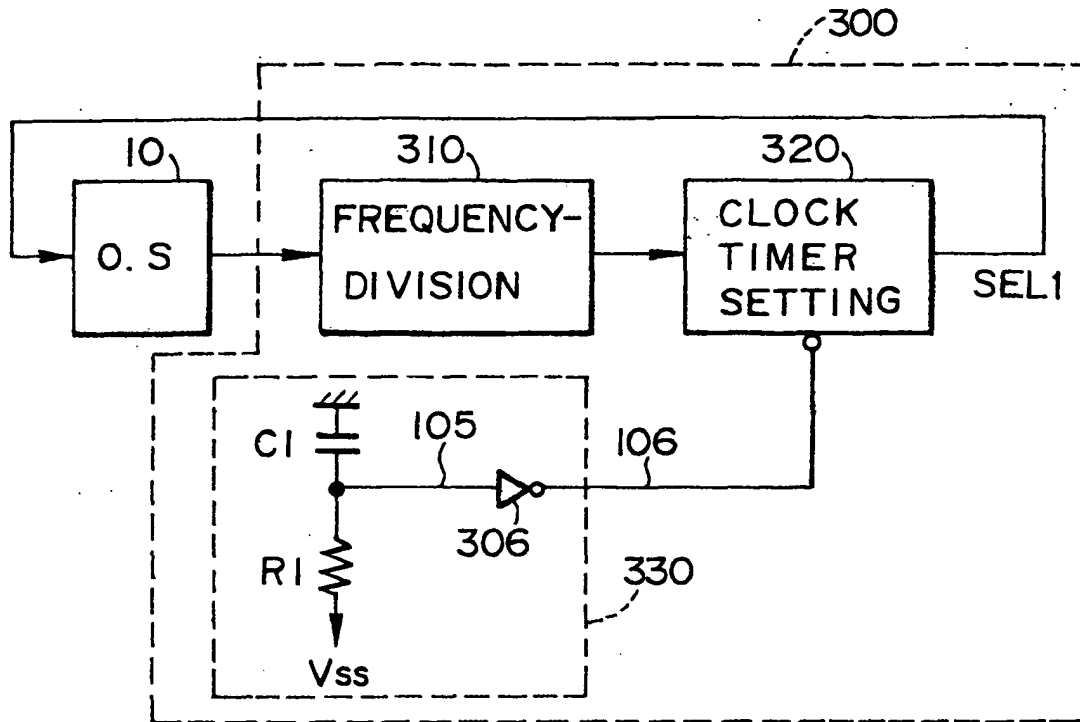 300
10
310
320
O.S
FREQUENCY-
DIVISION
CLOCK
TIMER
SETTING
SEL1
C1
105
106
306
R1
330
Vss